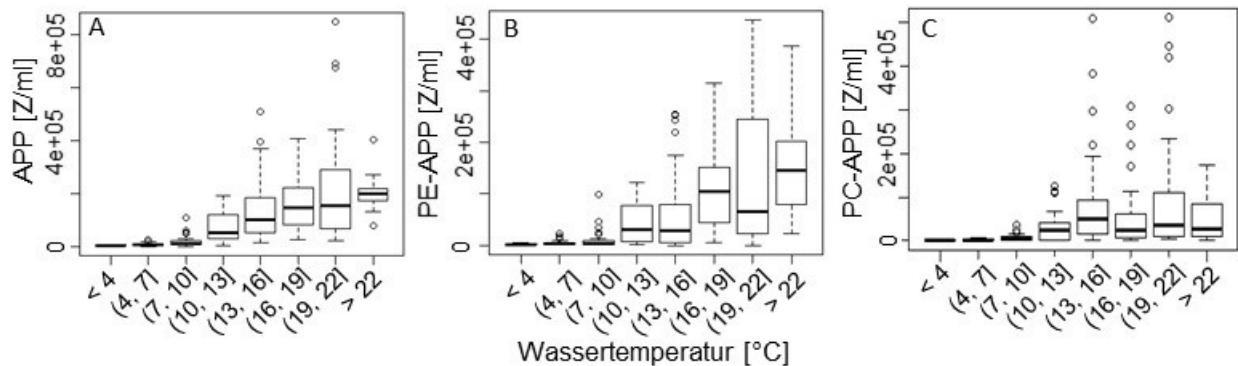 A
APP [Z/ml]
8e+05
4e+05
0
< 4
(4, 7]
(7, 10]
(10, 13]
(13, 16]
(16, 19]
(19, 22]
> 22
B
PE-APP [Z/ml]
4e+05
2e+05
0
< 4
(4, 7]
(7, 10]
(10, 13]
(13, 16]
(16, 19]
(19, 22]
> 22
C
PC-APP [Z/ml]
4e+05
2e+05
0
< 4
(4, 7]
(7, 10]
(10, 13]
(13, 16]
(16, 19]
(19, 22]
> 22
Wassertemperatur [°C]